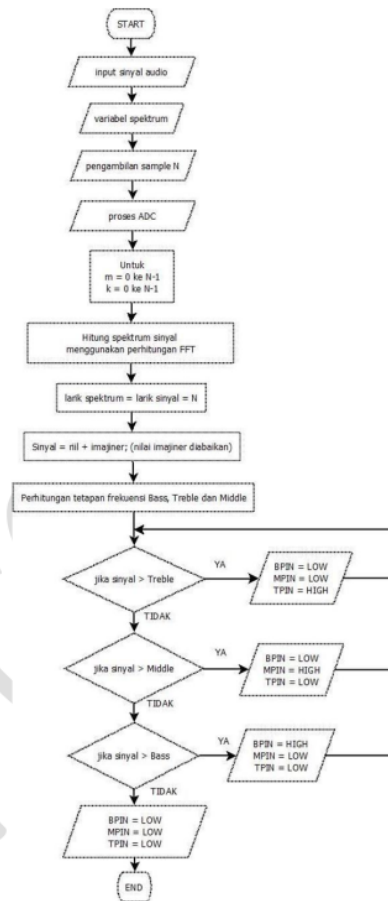 START
input sinyal audio
variabel spektrum
pengambilan sample N
proses ADC
Untuk
m = 0 ke N-1
k = 0 ke N-1
Hitung spektrum sinyal
menggunakan perhitungan FFT
larik spektrum = larik sinyal = N
Sinyal = riil + imajiner; (nilai imajiner diabaikan)
Perhitungan tetapan frekuensi Bass, Treble dan Middle
jika sinyal > Treble
YA
BPIN = LOW
MPIN = LOW
TPIN = HIGH
TIDAK
jika sinyal > Middle
YA
BPIN = LOW
MPIN = HIGH
TPIN = LOW
TIDAK
jika sinyal > Bass
YA
BPIN = HIGH
MPIN = LOW
TPIN = LOW
TIDAK
BPIN = LOW
MPIN = LOW
TPIN = LOW
END